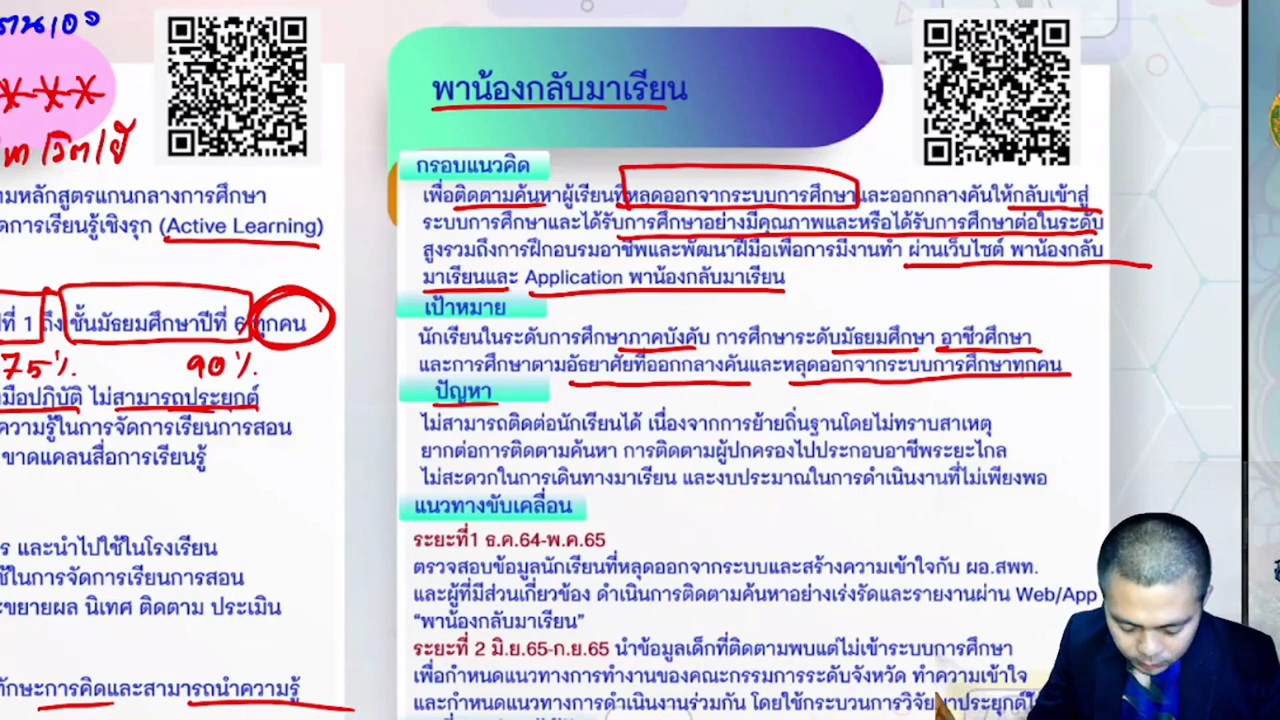 พาน้องกลับมาเรียน
กรอบแนวคิด
เพื่อติดตามค้นหาผู้เรียนที่หลุดออกจากระบบการศึกษาและออกกลางคันให้กลับเข้าสู่
ระบบการศึกษาและได้รับการศึกษาอย่างมีคุณภาพและหรือได้รับการศึกษาต่อในระดับ
สูงรวมถึงการฝึกอบรมอาชีพและพัฒนาฝีมือเพื่อการมีงานทำ ผ่านเว็บไซต์ พาน้องกลับ
มาเรียนและ Application พาน้องกลับมาเรียน
เป้าหมาย
นักเรียนในระดับการศึกษาภาคบังคับ การศึกษาระดับมัธยมศึกษา อาชีวศึกษา
และการศึกษาตามอัธยาศัยที่ออกกลางคันและหลุดออกจากระบบการศึกษาทุกคน
ปัญหา
ไม่สามารถติดต่อนักเรียนได้ เนื่องจากการย้ายถิ่นฐานโดยไม่ทราบสาเหตุ
ยากต่อการติดตามค้นหา การติดตามผู้ปกครองไปประกอบอาชีพระยะไกล
ไม่สะดวกในการเดินทางมาเรียน และงบประมาณในการดำเนินงานที่ไม่เพียงพอ
แนวทางขับเคลื่อน
ระยะที่1 ธ.ค.64-พ.ค.65
ตรวจสอบข้อมูลนักเรียนที่หลุดออกจากระบบและสร้างความเข้าใจกับ ผอ.สพท.
และผู้ที่มีส่วนเกี่ยวข้อง ดำเนินการติดตามค้นหาอย่างเร่งรัดและรายงานผ่าน Web/App
“พาน้องกลับมาเรียน”
ระยะที่ 2 มิ.ย.65-ก.ย.65 นำข้อมูลเด็กที่ติดตามพบแต่ไม่เข้าระบบการศึกษา
เพื่อกำหนดแนวทางการทำงานของคณะกรรมการระดับจังหวัด ทำความเข้าใจ
และกำหนดแนวทางการดำเนินงานร่วมกัน โดยใช้กระบวนการวิจัย
ามหลักสูตรแกนกลางการศึกษา
ดการเรียนรู้เชิงรุก (Active Learning)
ที่ 1 ถึง ชั้นมัธยมศึกษาปีที่ 6 ทุกคน
75% 90%
มือปฏิบัติ ไม่สามารถประยุกต์
ความรู้ในการจัดการเรียนการสอน
ขาดแคลนสื่อการเรียนรู้
ร และนำไปใช้ในโรงเรียน
ช้ในการจัดการเรียนการสอน
ะขยายผล นิเทศ ติดตาม ประเมิน
ทักษะการคิดและสามารถนำความรู้